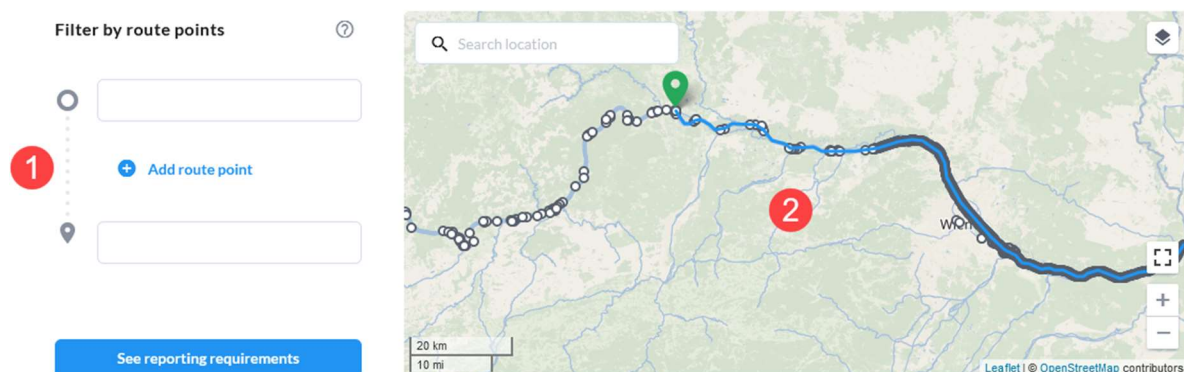 Filter by route points
Search location
1
Add route point
2
Wien
See reporting requirements
20 km
10 mi
Leaflet | © OpenStreetMap contributors